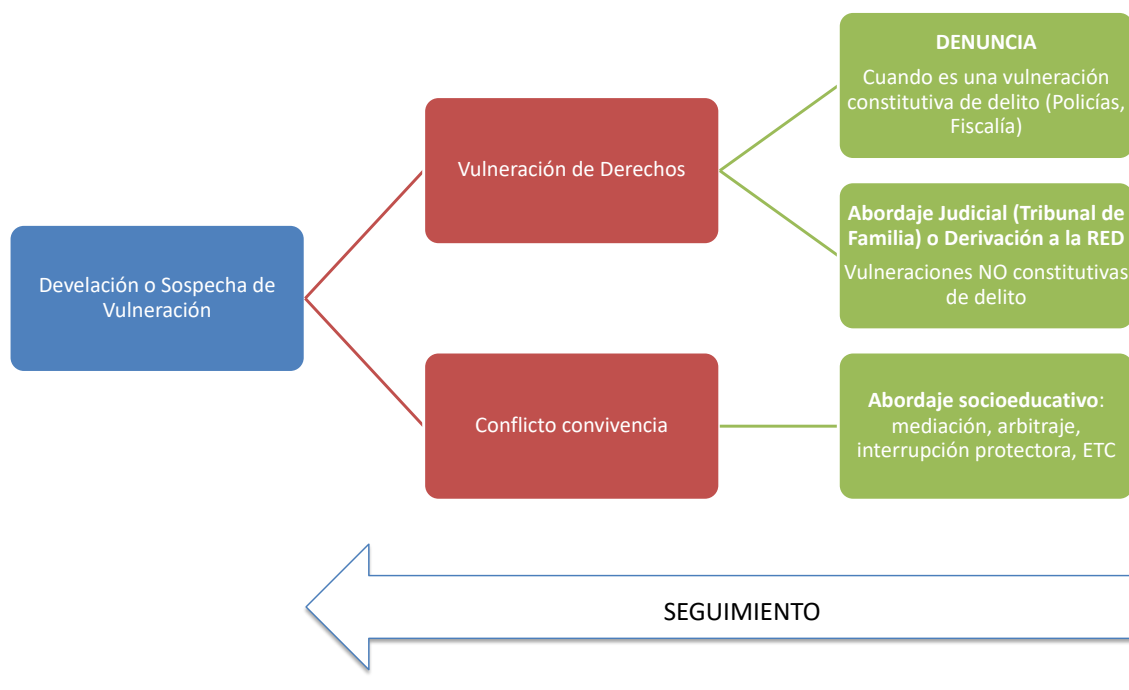 DENUNCIA
Cuando es una vulneración
constitutiva de delito (Policías,
Fiscalía)
Vulneración de Derechos
Abordaje Judicial (Tribunal de
Familia) o Derivación a la RED
Vulneraciones NO constitutivas
de delito
Develación o Sospecha de
Vulneración
Conflicto convivencia
Abordaje socioeducativo:
mediación, arbitraje,
interrupción protectora, ETC
SEGUIMIENTO